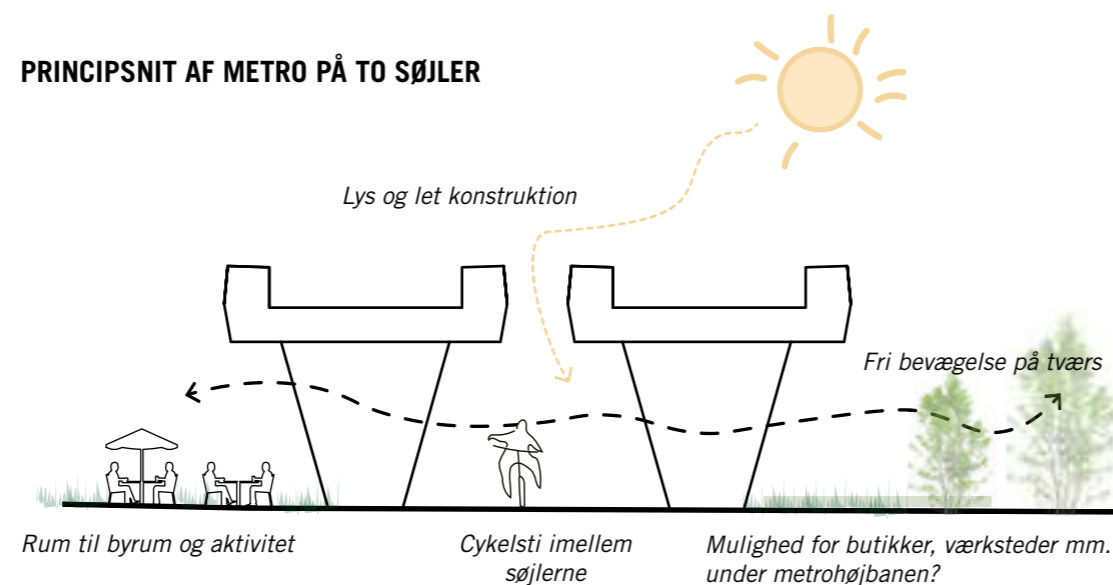 PRINCIPSNIT AF METRO PÅ TO SØJLER
Lys og let konstruktion
Fri bevægelse på tværs
Rum til byrum og aktivitet
Cykelsti imellem
søjlerne
Mulighed for butikker, værksteder mm.
under metrohøjbanen?